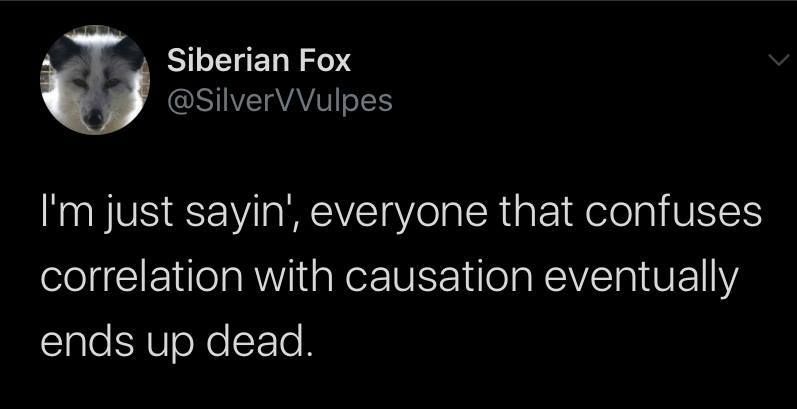 Siberian Fox
@SilverVVulpes
I'm just sayin', everyone that confuses
correlation with causation eventually
ends up dead.